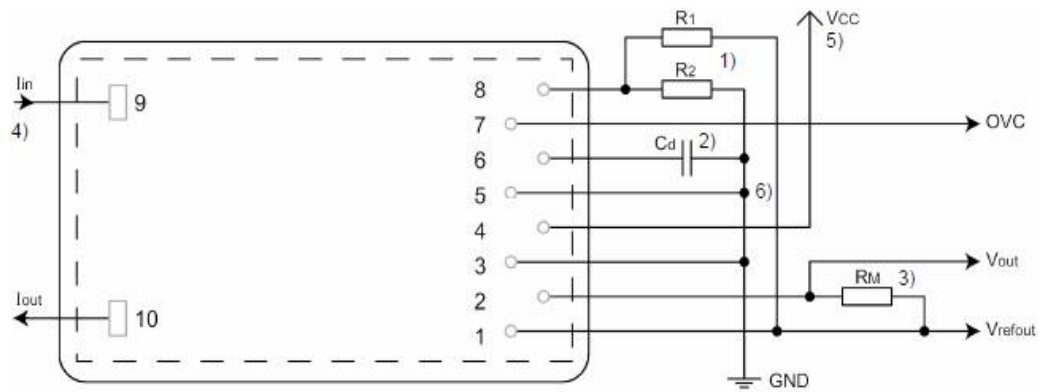 R1
VCC
5)
1)
Iin
8
R2
9
4)
7
OVC
Cd
2)
6
5
6)
4
3
Vout
RM
3)
Iout
2
10
1
Vrefout
GND